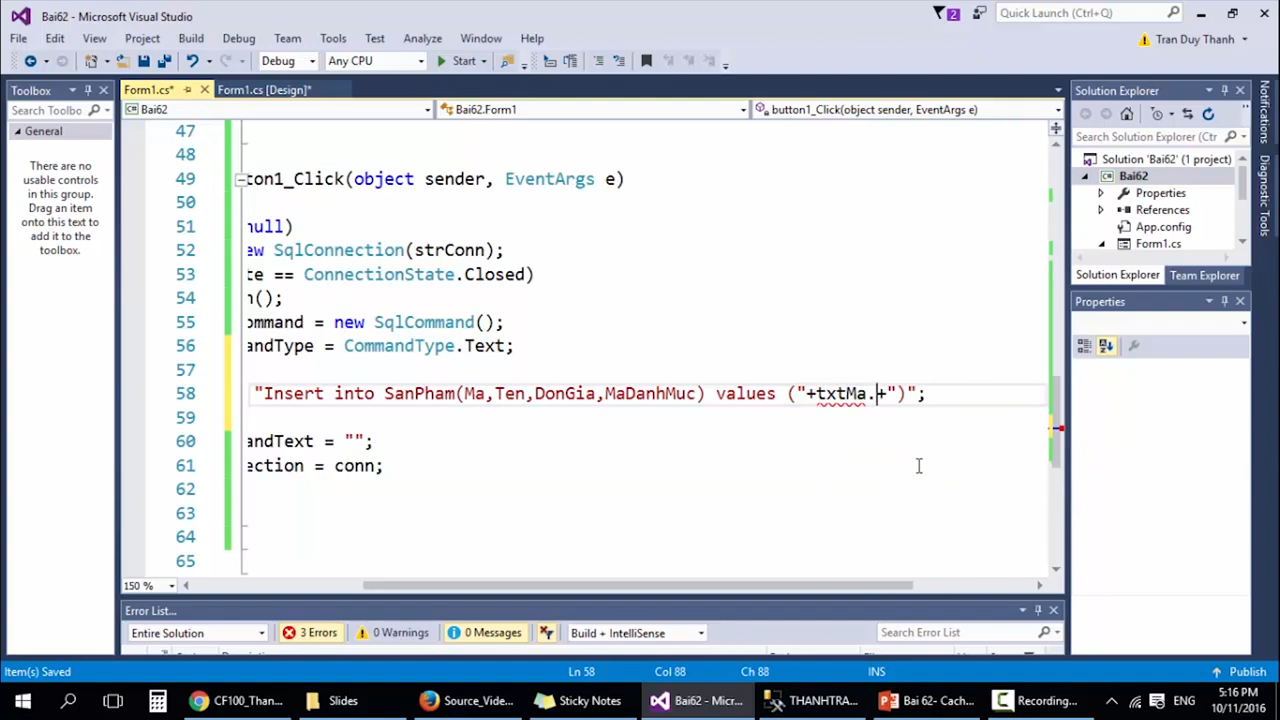 Bai62 - Microsoft Visual Studio
2
Quick Launch (Ctrl+Q)
File Edit View Project Build Debug Team Tools Test Analyze Window Help
Tran Duy Thanh
Debug Any CPU Start
Toolbox
Form1.cs*
Form1.cs [Design]*
Solution Explorer
Search Toolbo
Bai62
Bai62.Form1
button1_Click(object sender, EventArgs e)
General
There are no
usable controls
in this group.
Drag an item
onto this text to
add it to the
toolbox.
47
48
49 ton1_Click(object sender, EventArgs e)
50
51 null)
52 ew SqlConnection(strConn);
53 te == ConnectionState.Closed)
54 n();
55 ommand = new SqlCommand();
56 andType = CommandType.Text;
57
58 "Insert into SanPham(Ma,Ten,DonGia,MaDanhMuc) values ("+txtMa.+")";
59
60 andText = "";
61 ection = conn;
62
63
64
65
150 %
Search Solution Explorer (Ctr
Solution 'Bai62' (1 project)
Bai62
Properties
References
App.config
Form1.cs
Solution Explorer Team Explorer
Properties
Notifications
Diagnostic Tools
Error List...
Entire Solution 3 Errors 0 Warnings 0 Messages Build + IntelliSense Search Error List
Item(s) Saved Ln 58 Col 88 Ch 88 INS Publish
CF100_Than... Slides Source_Vide... Sticky Notes Bai62 - Micr... THANHTRA... Bai 62- Cach... Recording... ENG
5:16 PM
10/11/2016